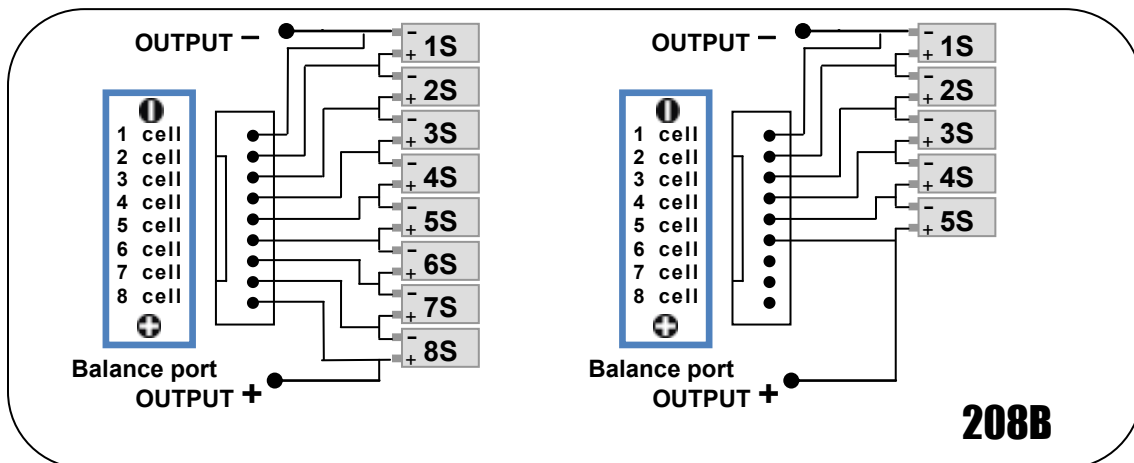 OUTPUT −
− + 1S
− + 2S
− + 3S
− + 4S
− + 5S
− + 6S
− + 7S
− + 8S
1 cell
2 cell
3 cell
4 cell
5 cell
6 cell
7 cell
8 cell
Balance port
OUTPUT +
OUTPUT −
− + 1S
− + 2S
− + 3S
− + 4S
− + 5S
1 cell
2 cell
3 cell
4 cell
5 cell
6 cell
7 cell
8 cell
Balance port
OUTPUT +
208B